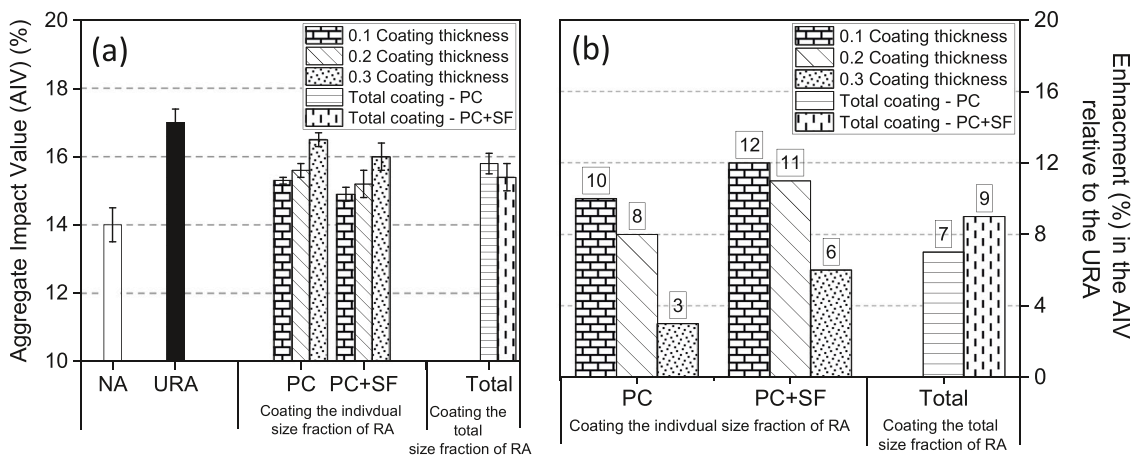 (a)
Aggregate Impact Value (AIV) (%)
20
18
16
14
12
10
0.1 Coating thickness
0.2 Coating thickness
0.3 Coating thickness
Total coating - PC
Total coating - PC+SF
NA
URA
PC
PC+SF
Total
Coating the indivdual
size fraction of RA
Coating the
total
size fraction of RA
(b)
0.1 Coating thickness
0.2 Coating thickness
0.3 Coating thickness
Total coating - PC
Total coating - PC+SF
10
8
3
12
11
6
7
9
20
16
12
8
4
0
Enhnacment (%) in the AIV
relative to the URA
PC
PC+SF
Total
Coating the indivdual size fraction of RA
Coating the total
size fraction of RA